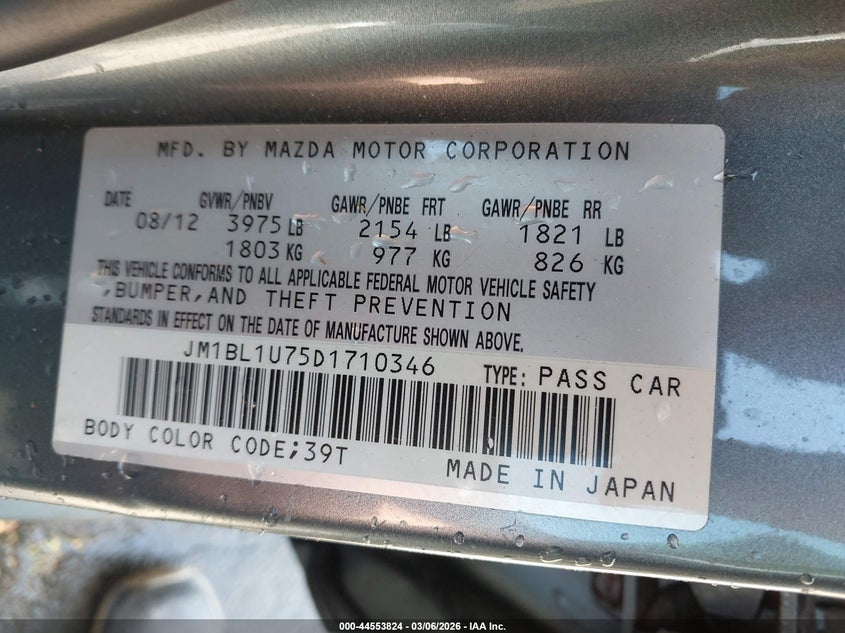 MFD. BY MAZDA MOTOR CORPORATION
DATE GVWR/PNBV GAWR/PNBE FRT GAWR/PNBE RR
08/12 3975 LB 2154 LB 1821 LB
1803 KG 977 KG 826 KG
THIS VEHICLE CONFORMS TO ALL APPLICABLE FEDERAL MOTOR VEHICLE SAFETY
,BUMPER,AND THEFT PREVENTION
STANDARDS IN EFFECT ON THE DATE OF MANUFACTURE SHOWN ABOVE.
JM1BL1U75D1710346 TYPE: PASS CAR
BODY COLOR CODE;39T
MADE IN JAPAN
000-44553824 - 03/06/2026 - IAA Inc.